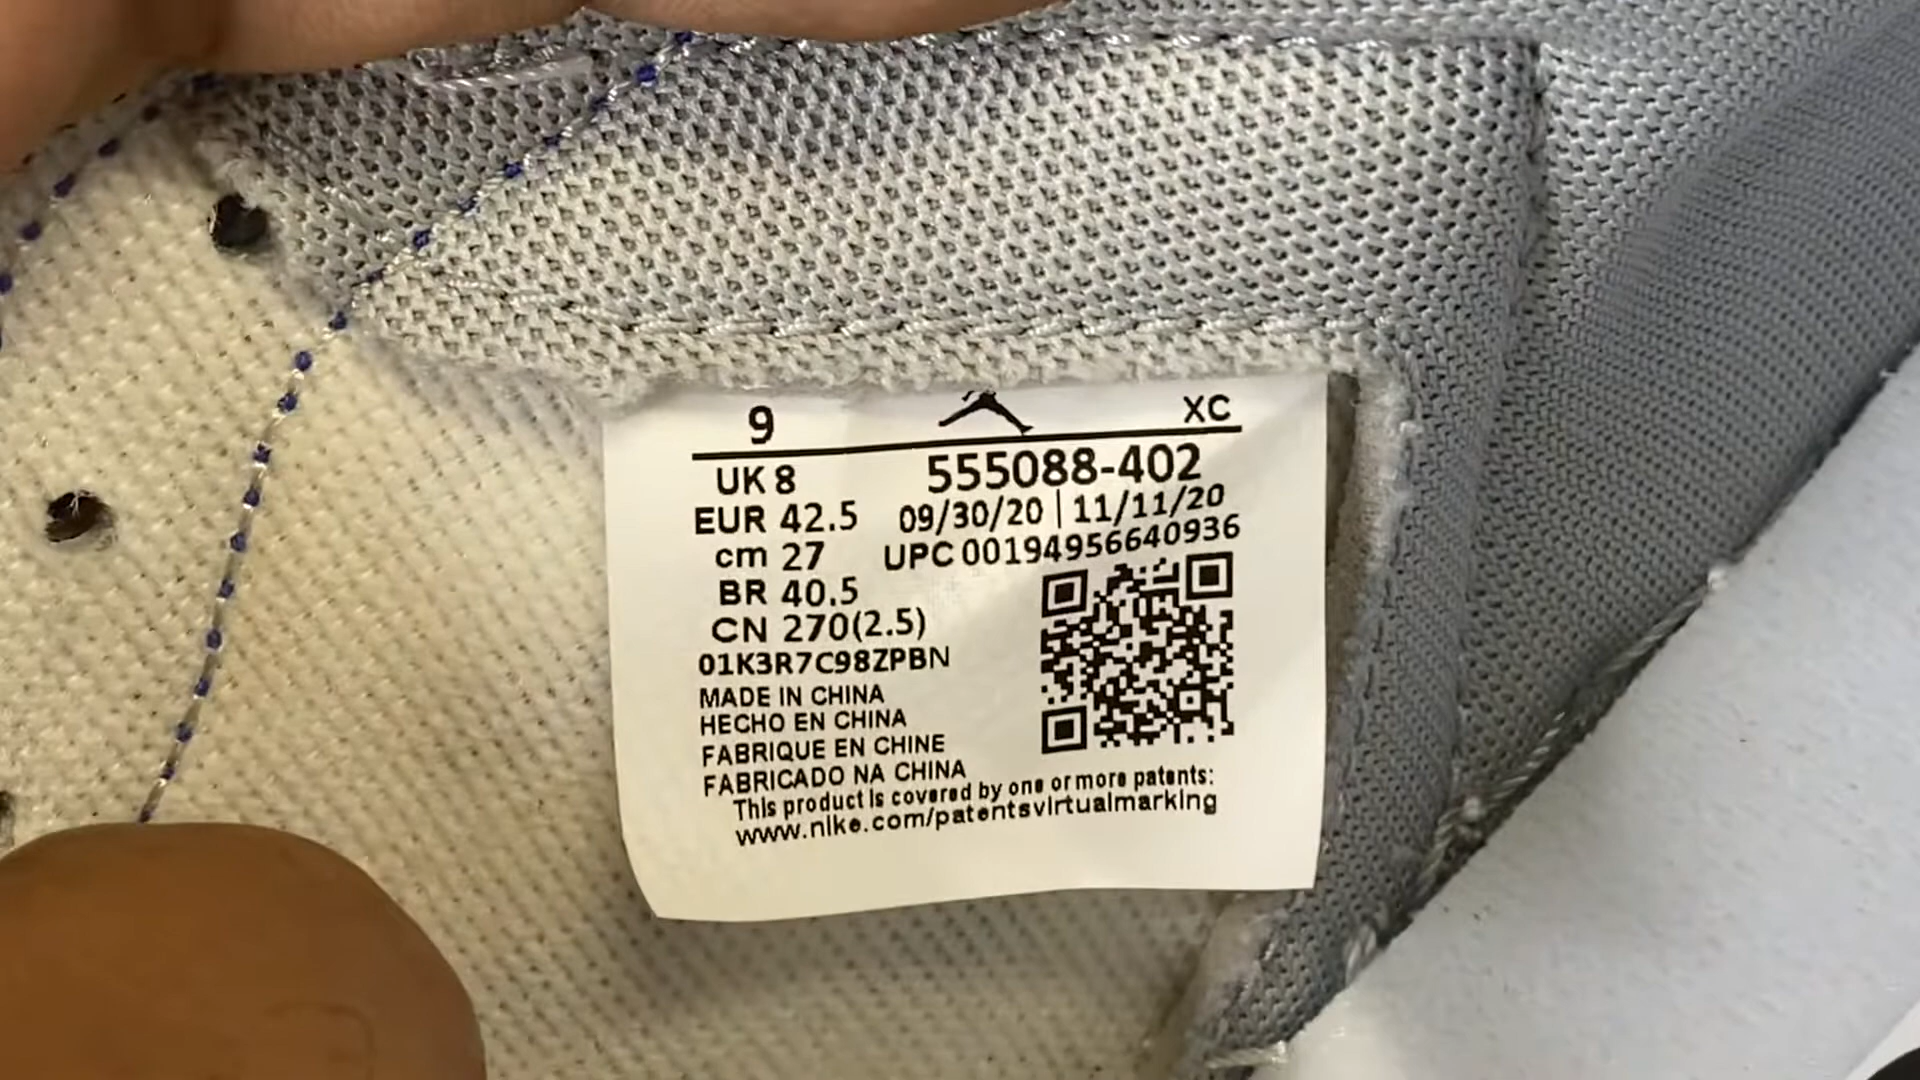 9 XC
UK 8 555088-402
EUR 42.5 09/30/20 | 11/11/20
cm 27 UPC 00194956640936
BR 40.5
CN 270(2.5)
01K3R7C98ZPBN
MADE IN CHINA
HECHO EN CHINA
FABRIQUE EN CHINE
FABRICADO NA CHINA
This product is covered by one or more patents:
www.nike.com/patentsvirtualmarking